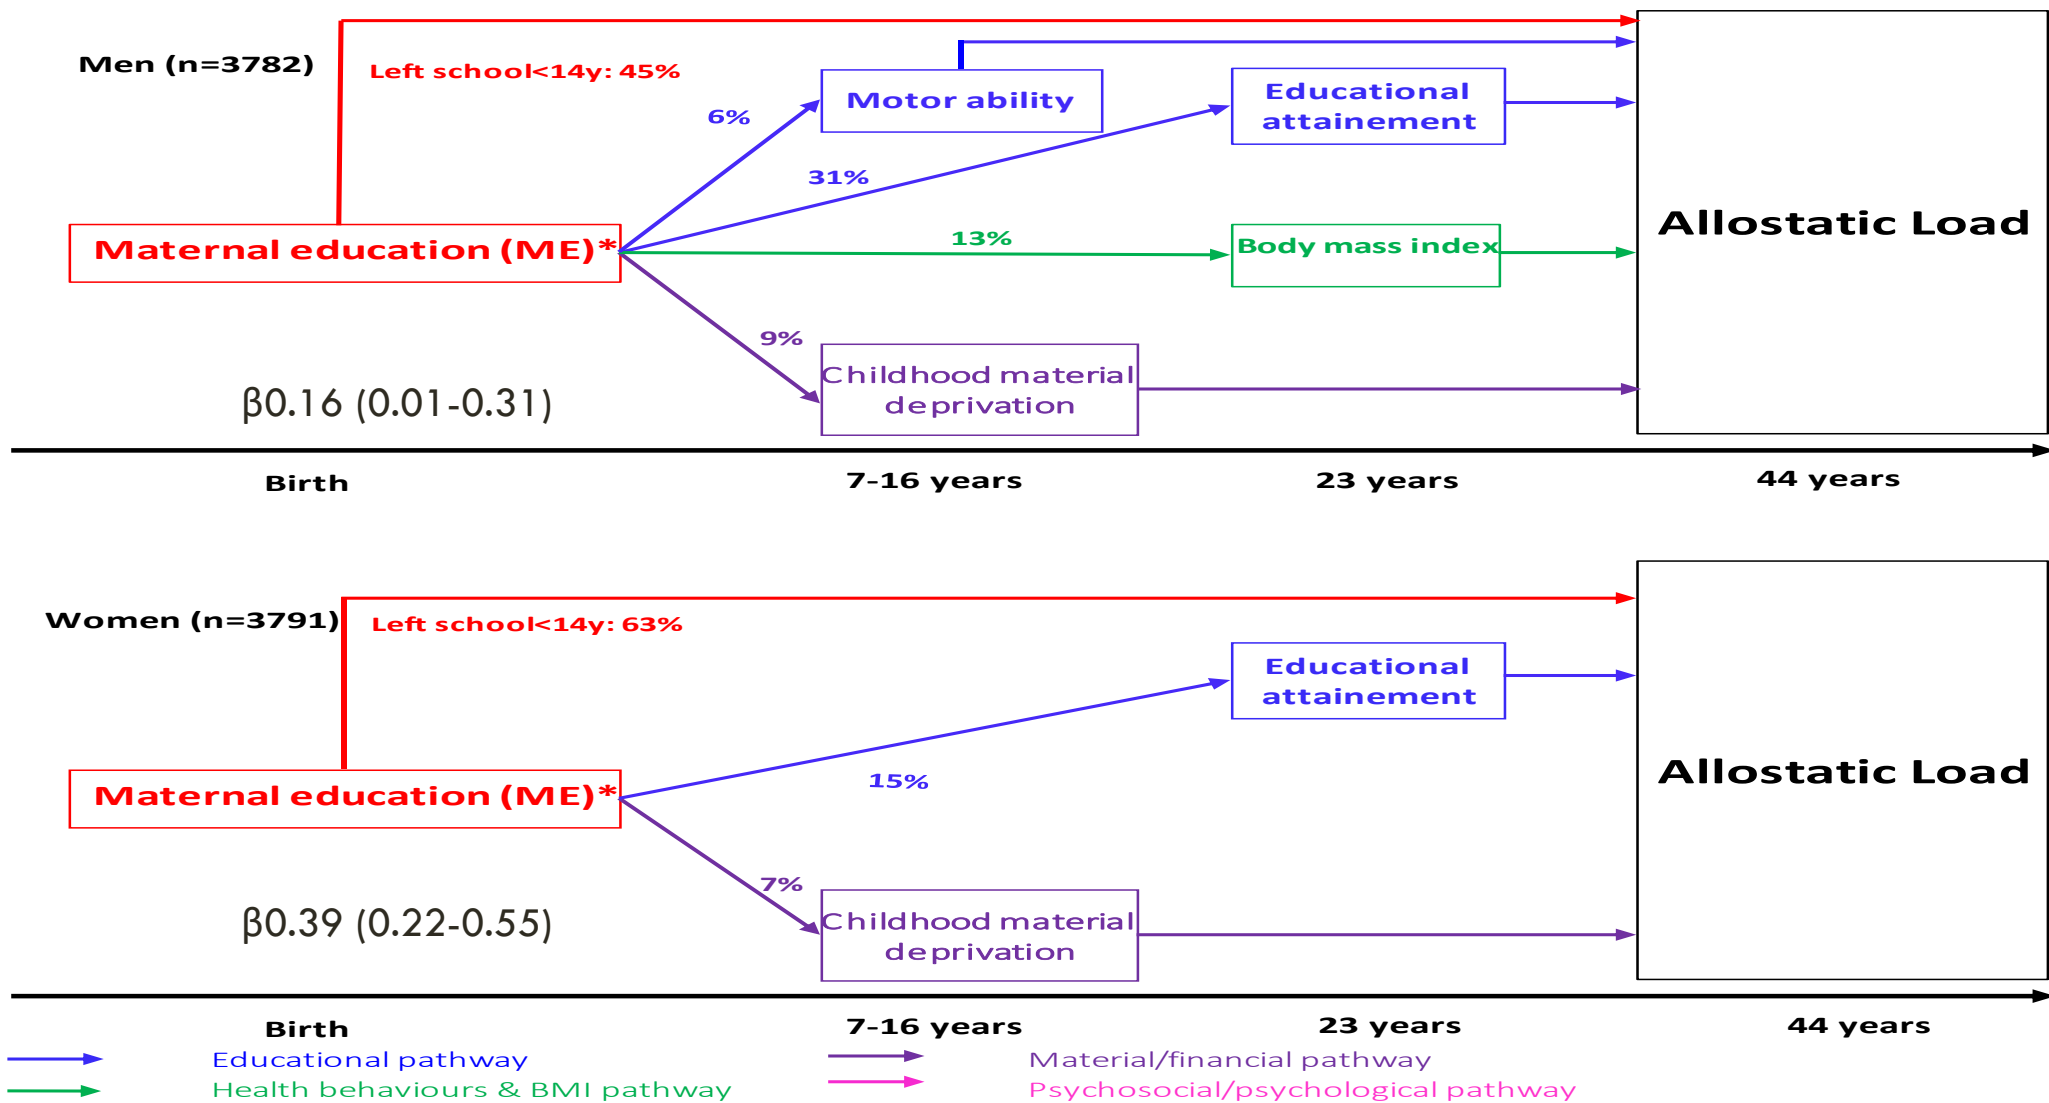 Men (n=3782)
Left school<14y: 45%
6%
Motor ability
Educational
attainement
31%
Maternal education (ME)*
13%
Body mass index
Allostatic Load
9%
Childhood material
deprivation
β0.16 (0.01-0.31)
Birth
7-16 years
23 years
44 years
Women (n=3791)
Left school<14y: 63%
Educational
attainement
15%
Maternal education (ME)*
Allostatic Load
7%
Childhood material
deprivation
β0.39 (0.22-0.55)
Birth
7-16 years
23 years
44 years
Educational pathway
Material/financial pathway
Health behaviours & BMI pathway
Psychosocial/psychological pathway